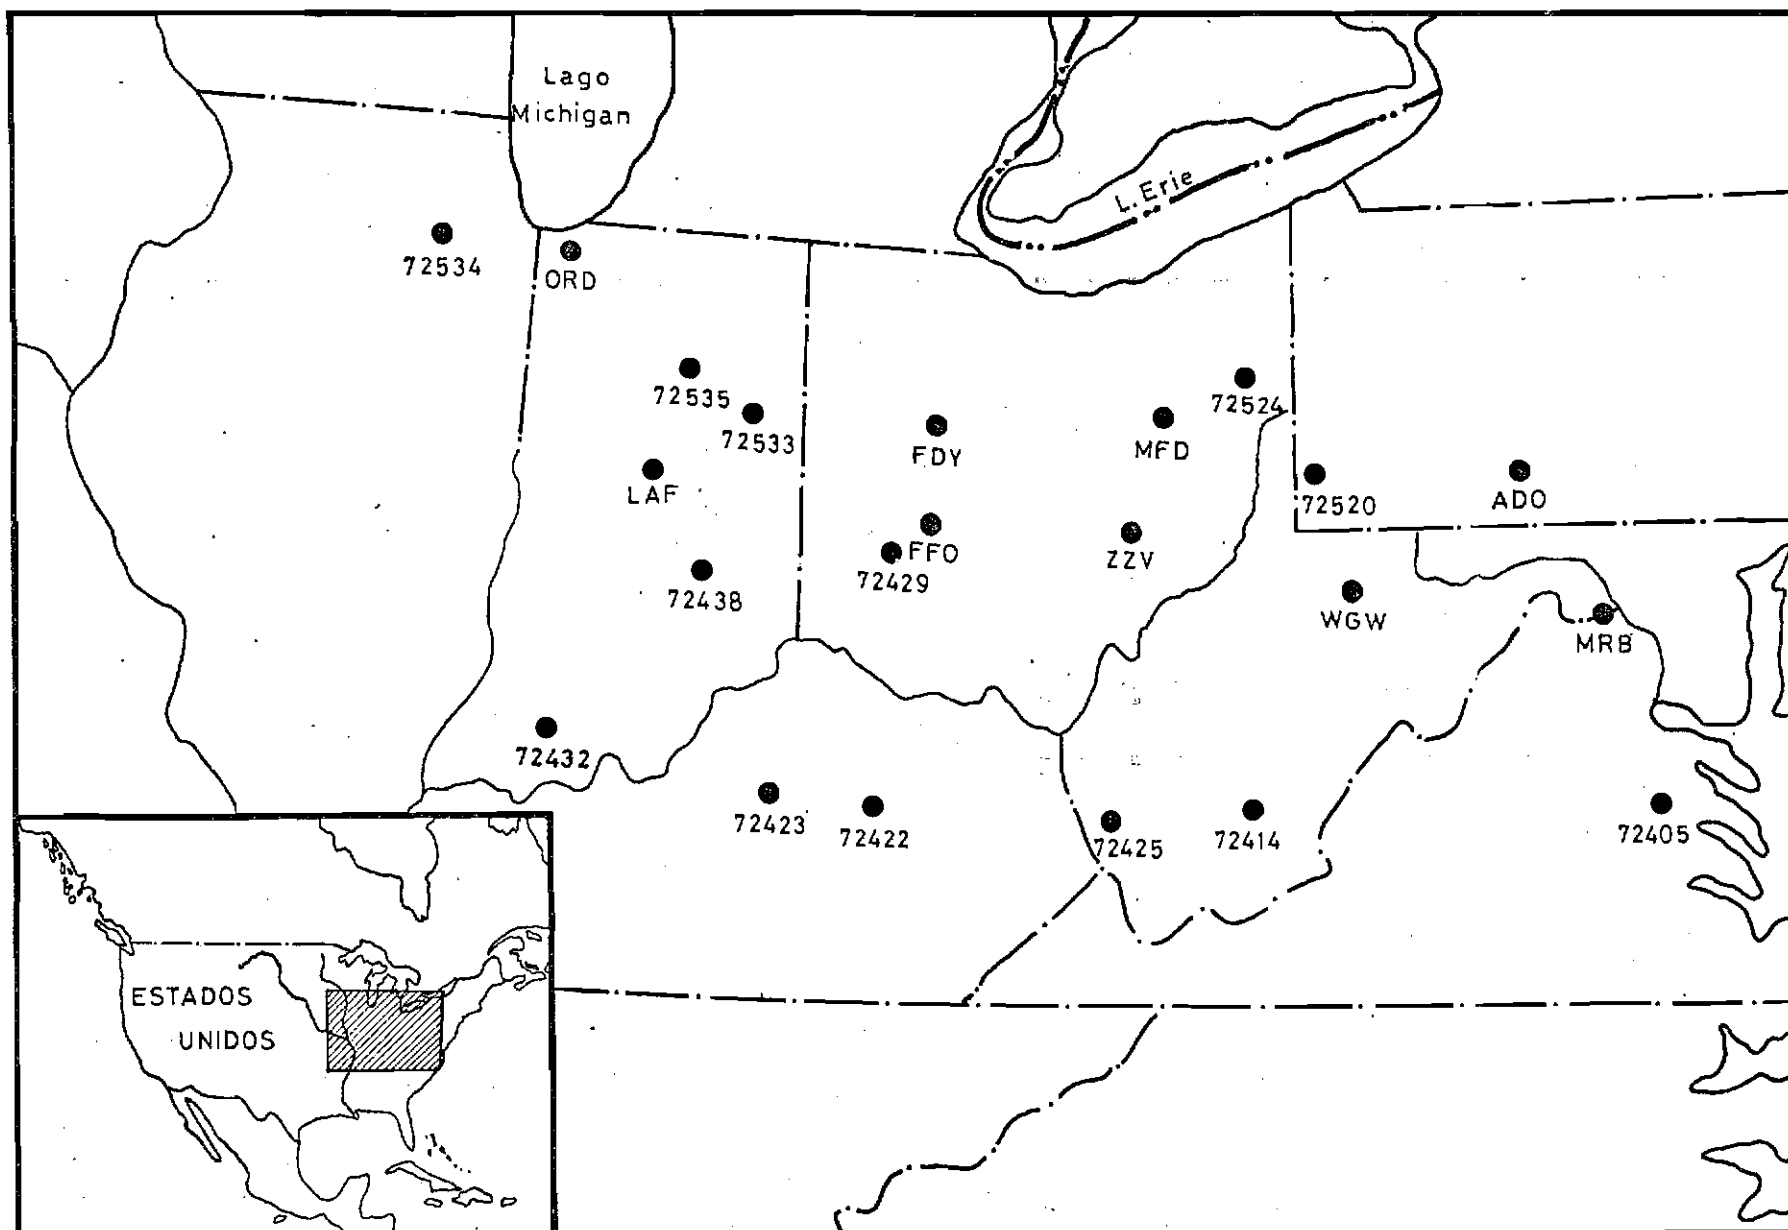 Lago
Michigan
L. Erie
72534
ORD
72535
72533
72524
FDY
MFD
LAF
72520
ADO
FFO
72429
ZZV
72438
WGW
MRB
72432
72423
72422
72425
72414
72405
ESTADOS
UNIDOS